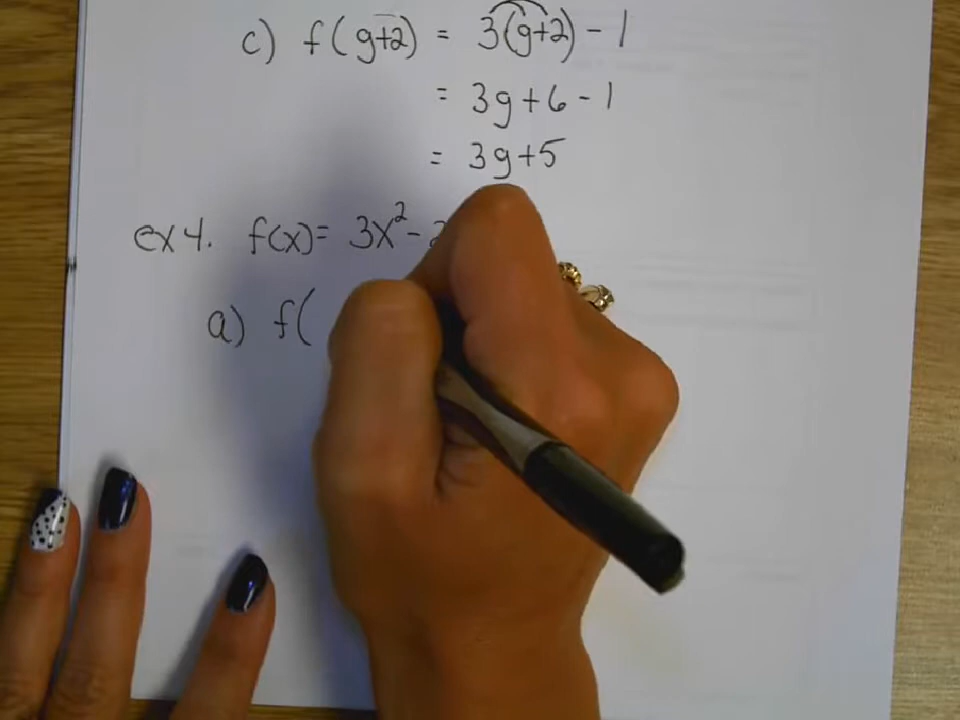 c) f(g+2) = 3(g+2) - 1
= 3g + 6 - 1
= 3g + 5
ex 4. f(x) = 3x² -
a) f(